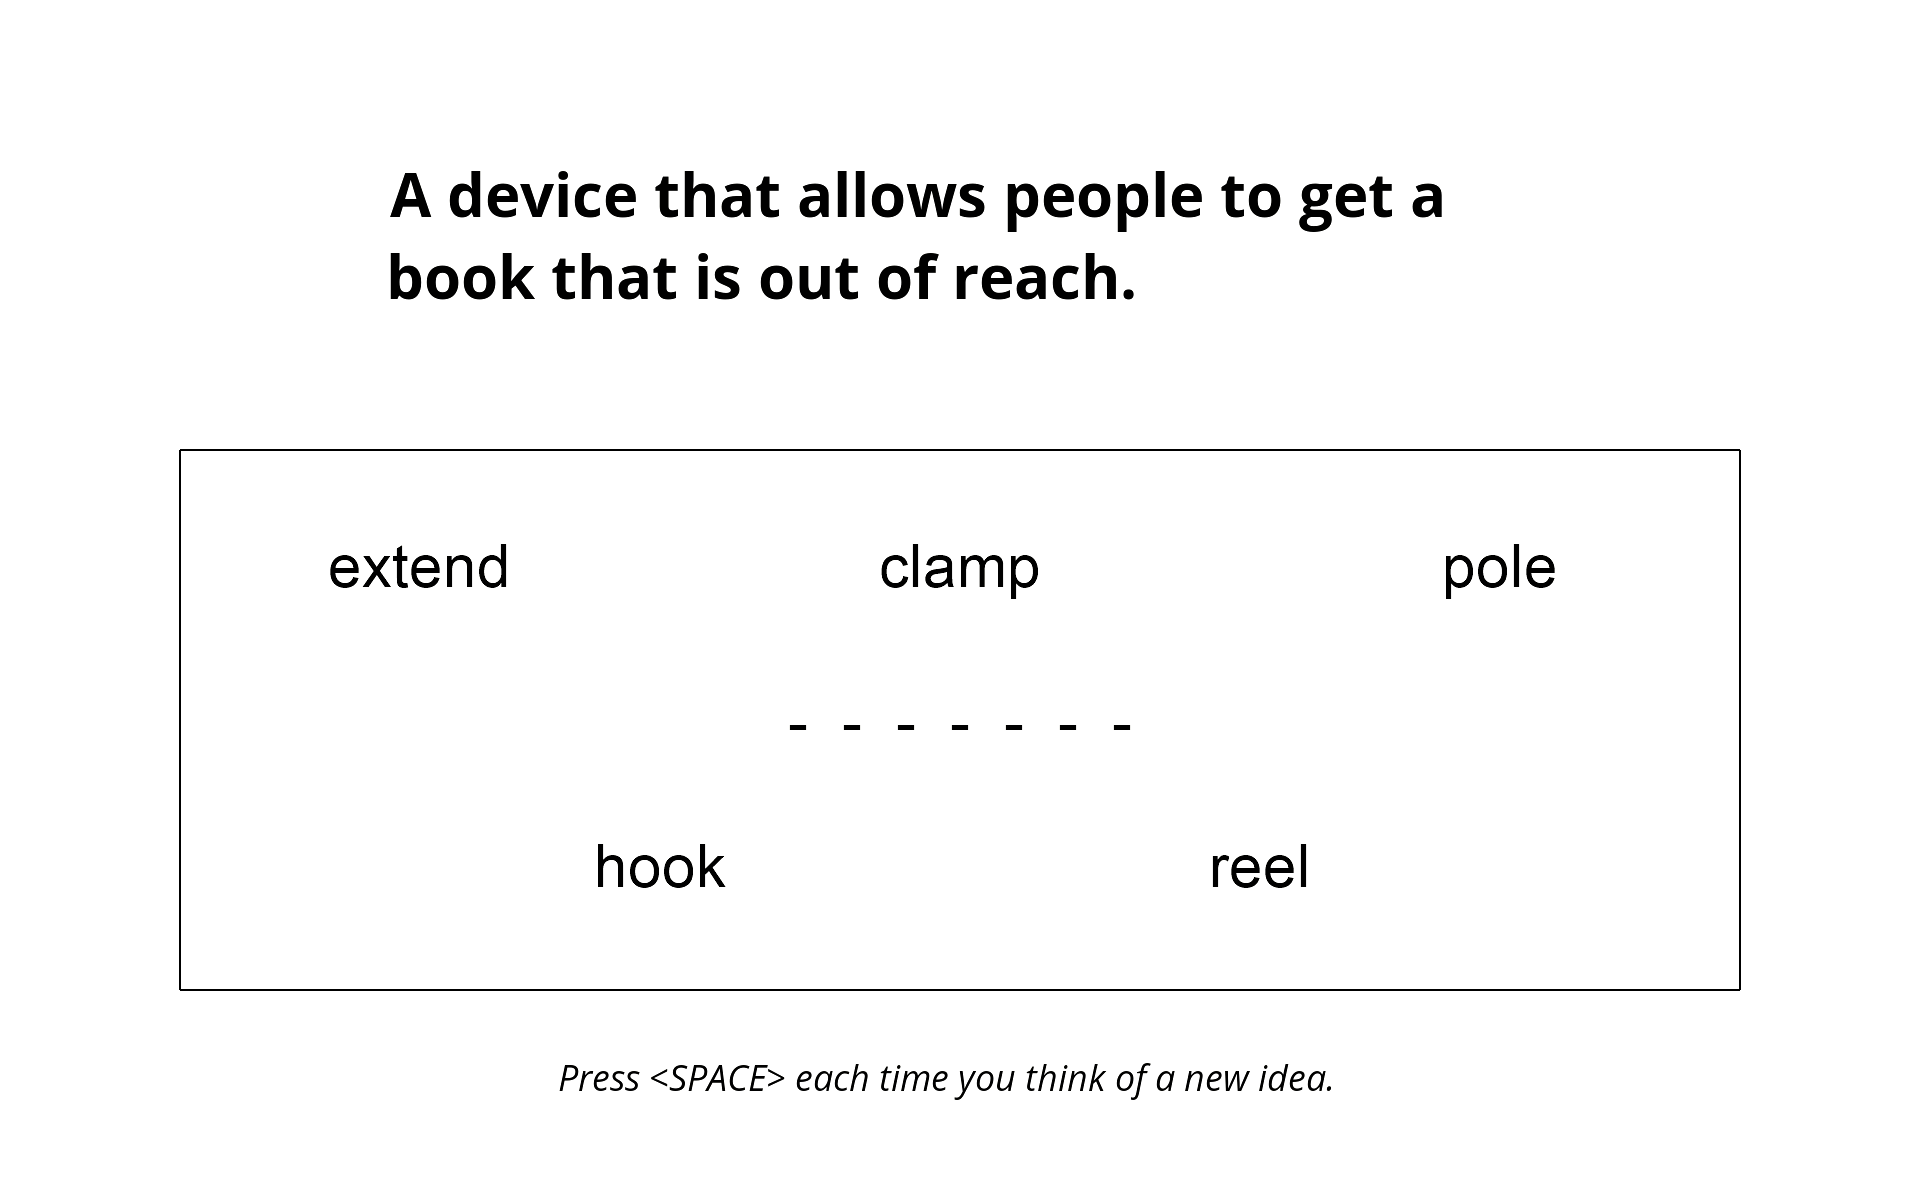 A device that allows people to get a
book that is out of reach.
extend clamp pole
- - - - - - -
hook reel
Press <SPACE> each time you think of a new idea.